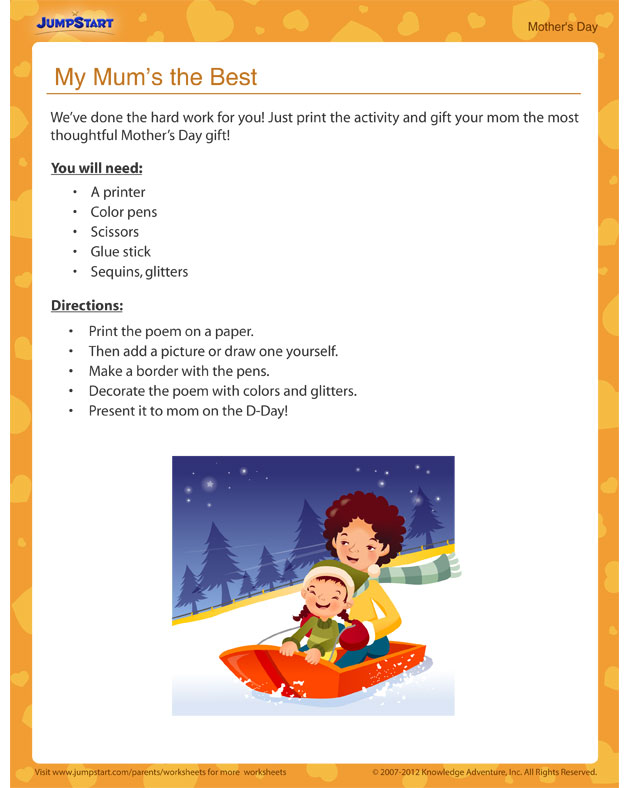 JUMPSTART
Mother's Day
My Mum's the Best
We've done the hard work for you! Just print the activity and gift your mom the most
thoughtful Mother's Day gift!
You will need:
• A printer
• Color pens
• Scissors
• Glue stick
• Sequins, glitters
Directions:
• Print the poem on a paper.
• Then add a picture or draw one yourself.
• Make a border with the pens.
• Decorate the poem with colors and glitters.
• Present it to mom on the D-Day!
Visit www.jumpstart.com/parents/worksheets for more worksheets
© 2007-2012 Knowledge Adventure, Inc. All Rights Reserved.